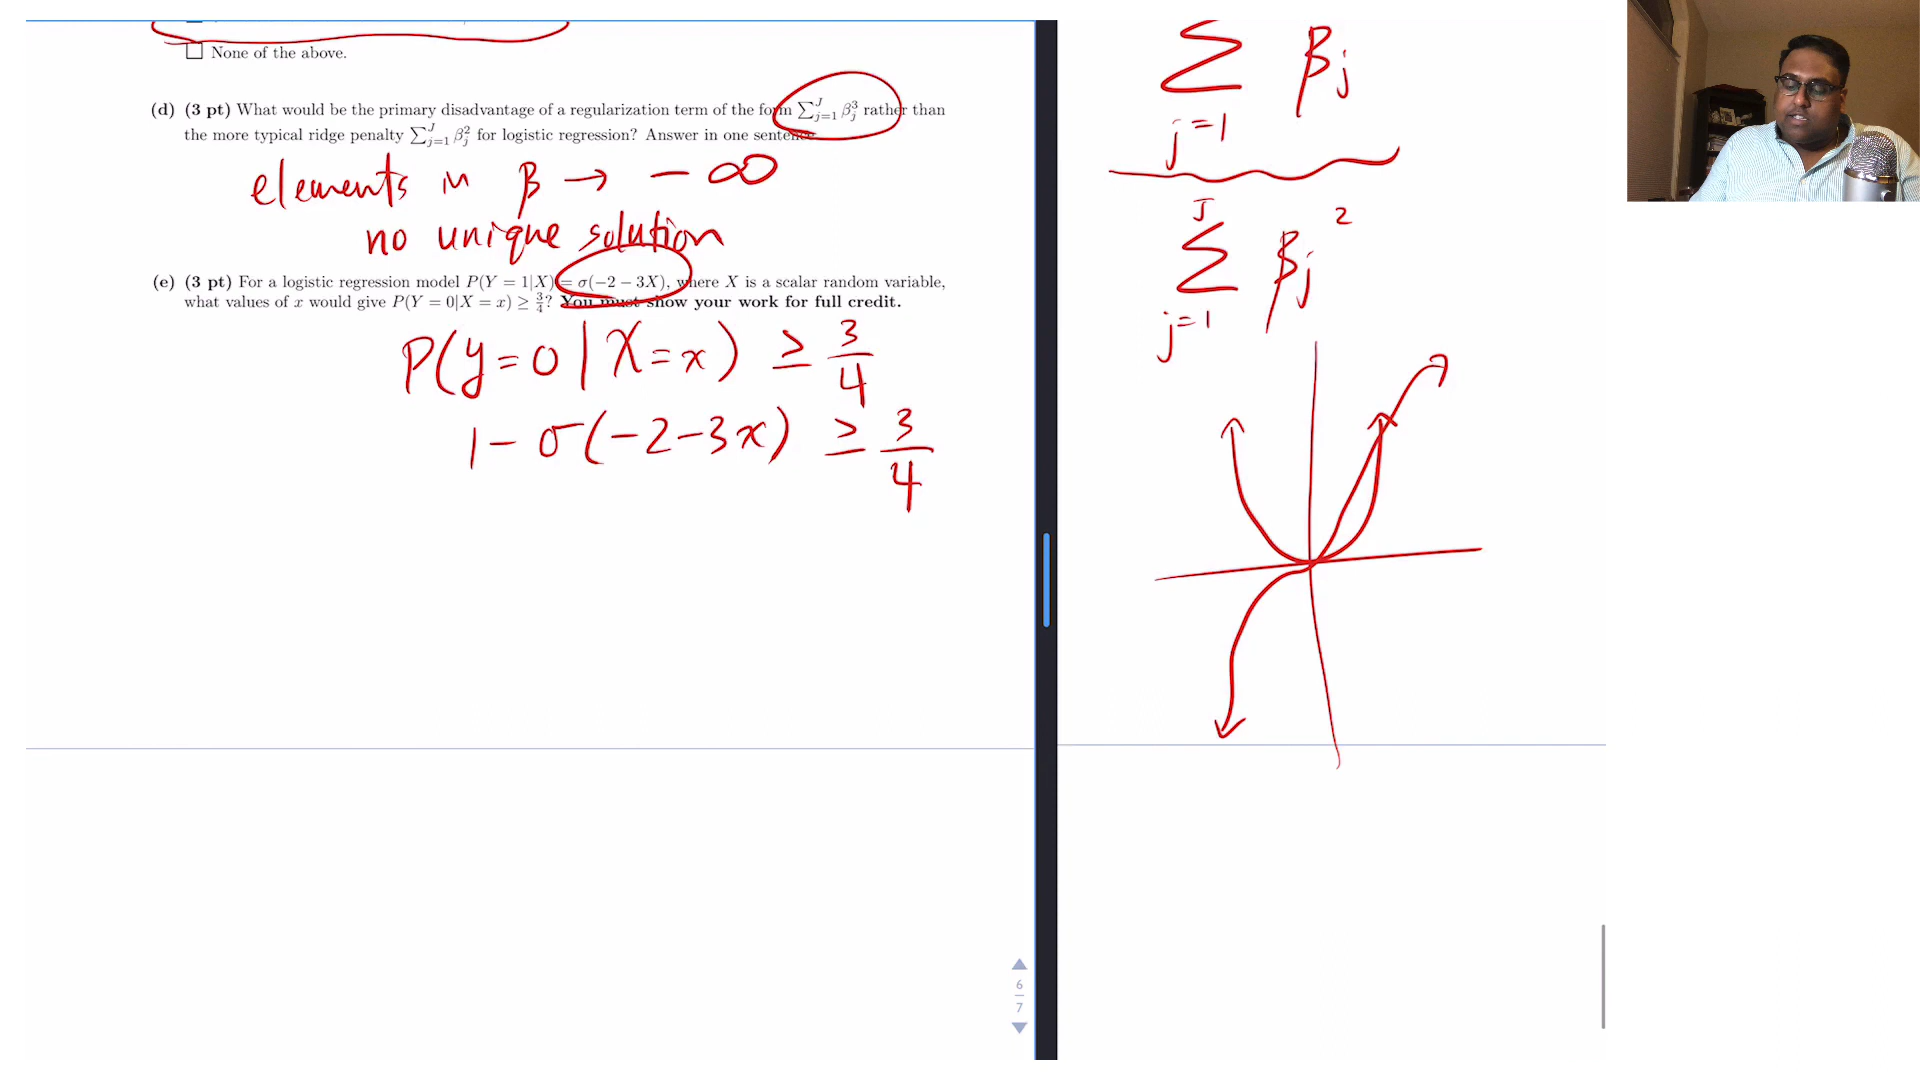 None of the above.
(d) (3 pt) What would be the primary disadvantage of a regularization term of the form ∑_{j=1}^{J} β_j^3 rather than
the more typical ridge penalty ∑_{j=1}^{J} β_j^2 for logistic regression? Answer in one sentence.
elements in β → -∞
no unique solution
(e) (3 pt) For a logistic regression model P(Y = 1|X) = σ(−2 − 3X), where X is a scalar random variable,
what values of x would give P(Y = 0|X = x) ≥ 3/4? You must show your work for full credit.
P(y=0 | X=x) ≥ 3/4
1 - σ(-2-3x) ≥ 3/4
6
7
∑_{j=1} β_j
∑_{j=1}^{J} β_j^2